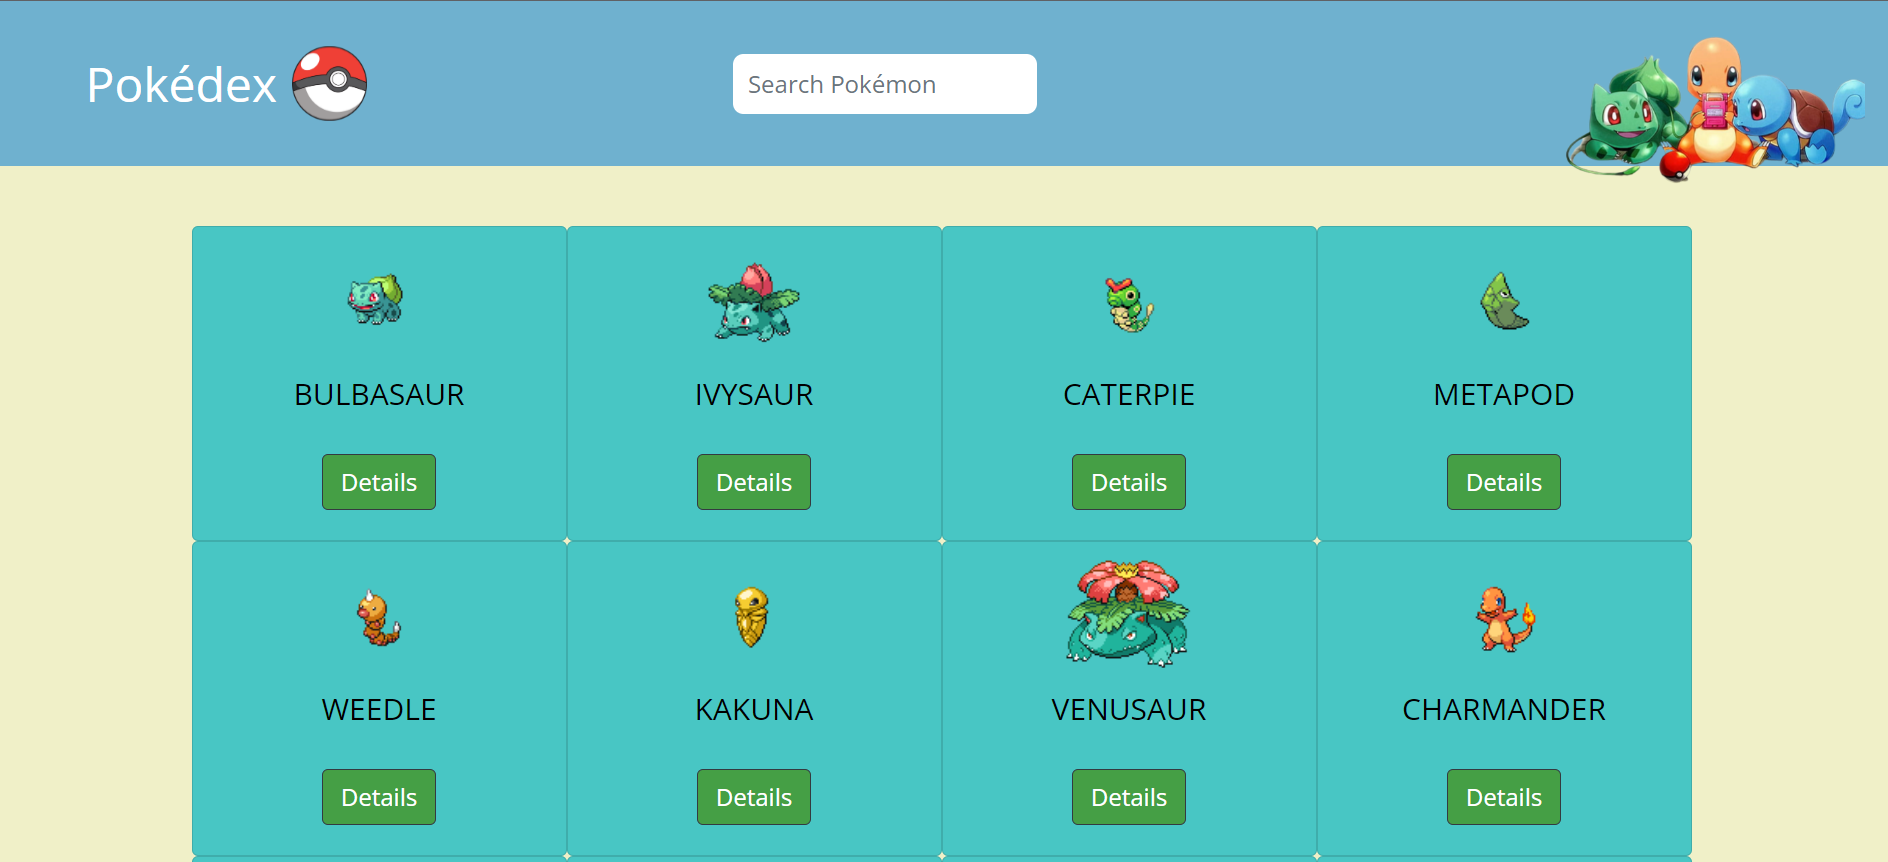 Pokédex
Search Pokémon
BULBASAUR
IVYSAUR
CATERPIE
METAPOD
Details
Details
Details
Details
WEEDLE
KAKUNA
VENUSAUR
CHARMANDER
Details
Details
Details
Details